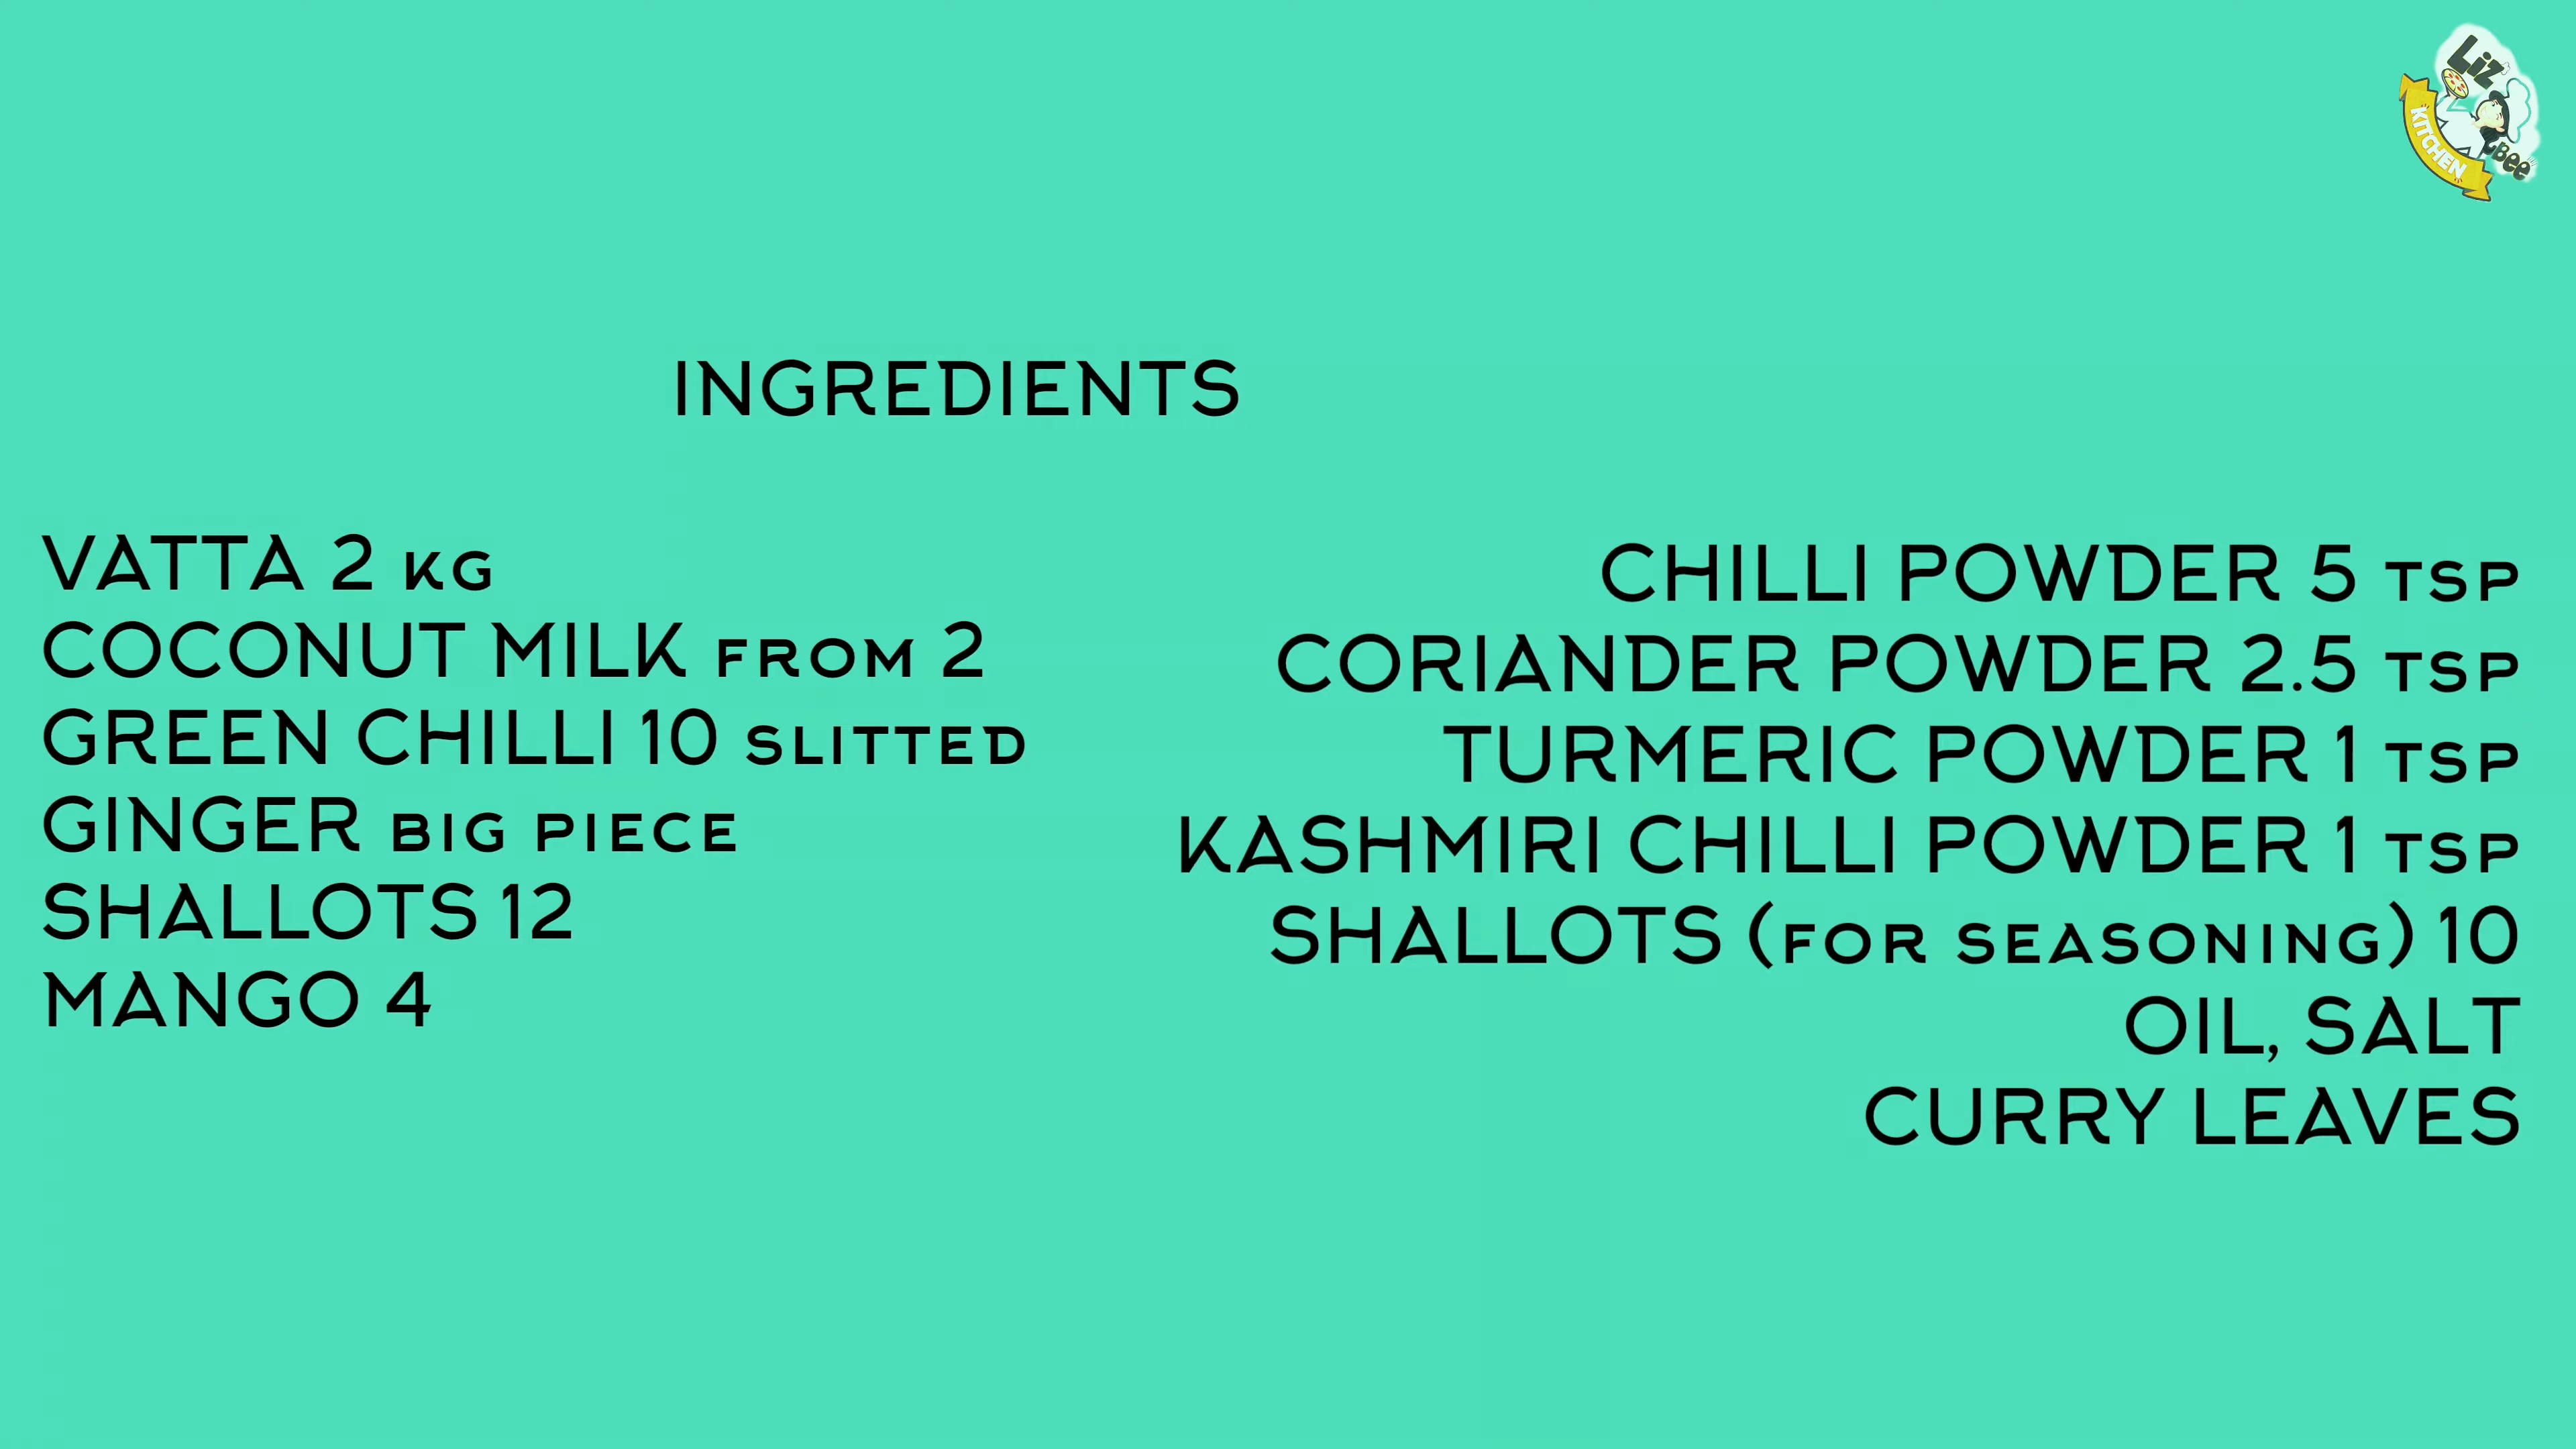 Liz
Bee
KITCHEN
INGREDIENTS
VATTA 2 KG
COCONUT MILK FROM 2
GREEN CHILLI 10 SLITTED
GINGER BIG PIECE
SHALLOTS 12
MANGO 4
CHILLI POWDER 5 TSP
CORIANDER POWDER 2.5 TSP
TURMERIC POWDER 1 TSP
KASHMIRI CHILLI POWDER 1 TSP
SHALLOTS (FOR SEASONING) 10
OIL, SALT
CURRY LEAVES